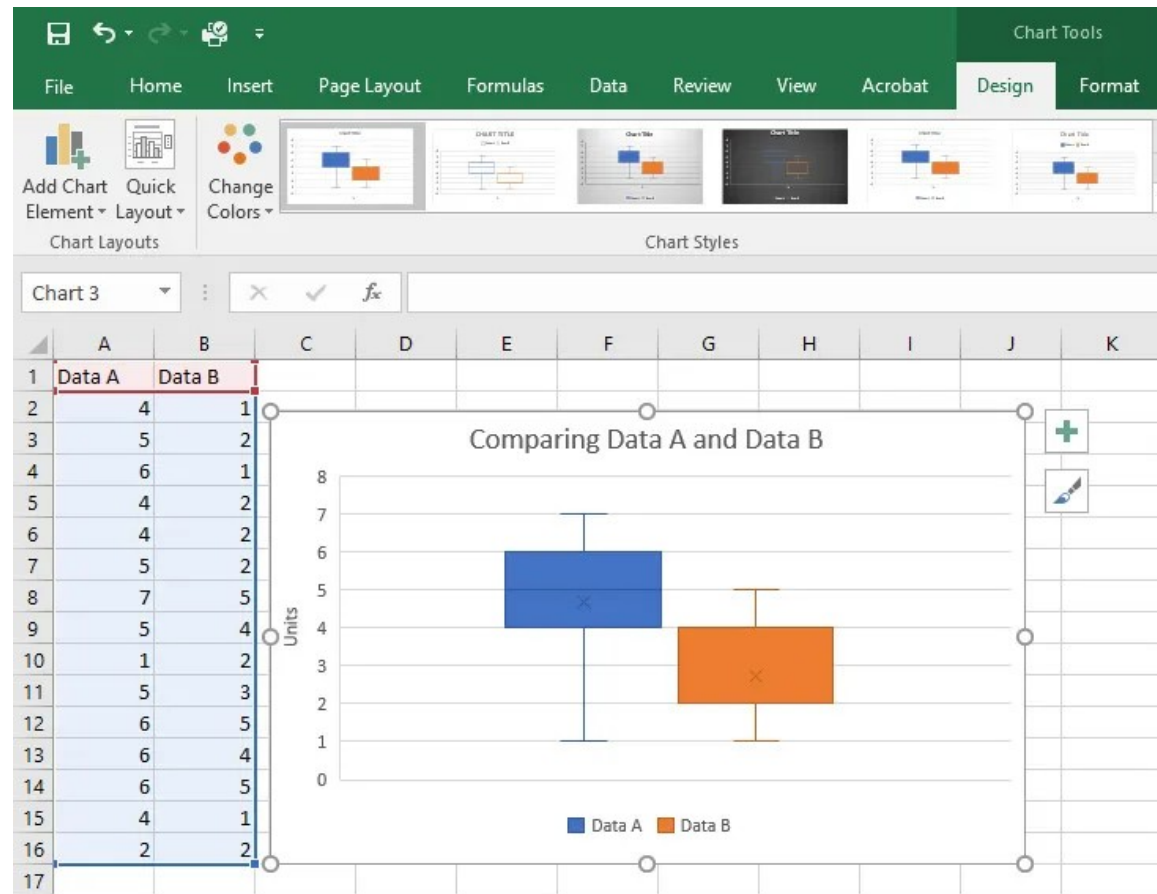 Chart Tools
File Home Insert Page Layout Formulas Data Review View Acrobat Design Format
Add Chart Element Quick Layout Change Colors
Chart Layouts Chart Styles
Chart 3 fx
A B C D E F G H I J K
1 Data A Data B
2 4 1
3 5 2
4 6 1
5 4 2
6 4 2
7 5 2
8 7 5
9 5 4
10 1 2
11 5 3
12 6 5
13 6 4
14 6 5
15 4 1
16 2 2
17
Comparing Data A and Data B
8
7
6
5
4
3
2
1
0
Units
Data A Data B